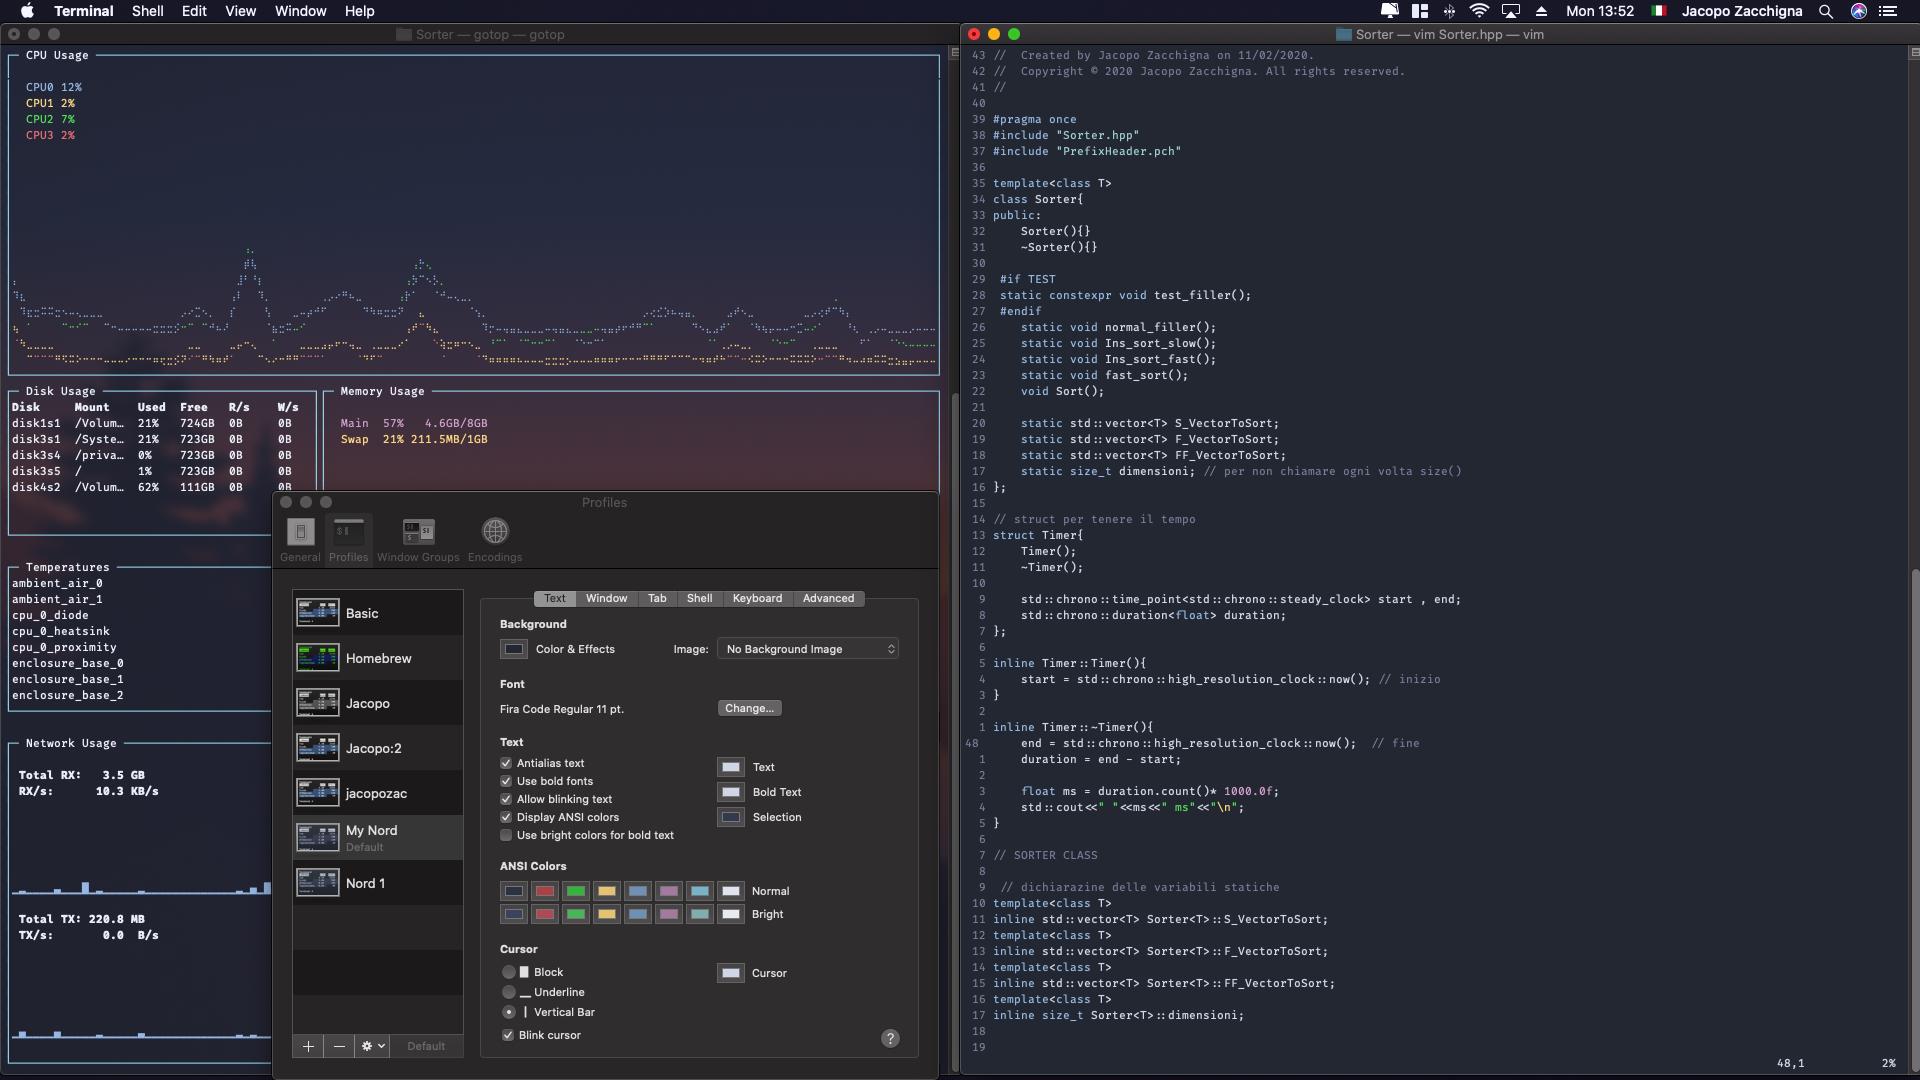 Terminal Shell Edit View Window Help
Mon 13:52 Jacopo Zacchigna
Sorter — gotop — gotop
CPU Usage
CPU0 12%
CPU1 2%
CPU2 7%
CPU3 2%
Disk Usage
Disk Mount Used Free R/s W/s
disk1s1 /Volum… 21% 724GB 0B 0B
disk3s1 /Syste… 21% 723GB 0B 0B
disk3s4 /priva… 0% 723GB 0B 0B
disk3s5 / 1% 723GB 0B 0B
disk4s2 /Volum… 62% 111GB 0B 0B
Memory Usage
Main 57% 4.6GB/8GB
Swap 21% 211.5MB/1GB
Temperatures
ambient_air_0
ambient_air_1
cpu_0_diode
cpu_0_heatsink
cpu_0_proximity
enclosure_base_0
enclosure_base_1
enclosure_base_2
Network Usage
Total RX: 3.5 GB
RX/s: 10.3 KB/s
Total TX: 220.8 MB
TX/s: 0.0 B/s
Profiles
General Profiles Window Groups Encodings
Basic
Homebrew
Jacopo
Jacopo:2
jacopozac
My Nord
Default
Nord 1
Default
Text Window Tab Shell Keyboard Advanced
Background
Color & Effects Image: No Background Image
Font
Fira Code Regular 11 pt. Change...
Text
Antialias text
Use bold fonts
Allow blinking text
Display ANSI colors
Use bright colors for bold text
Text
Bold Text
Selection
ANSI Colors
Normal
Bright
Cursor
Block
Underline
Vertical Bar
Blink cursor
Cursor
?
Sorter — vim Sorter.hpp — vim
43 //  Created by Jacopo Zacchigna on 11/02/2020.
42 //  Copyright © 2020 Jacopo Zacchigna. All rights reserved.
41 //
40
39 #pragma once
38 #include "Sorter.hpp"
37 #include "PrefixHeader.pch"
36
35 template<class T>
34 class Sorter{
33 public:
32     Sorter(){}
31     ~Sorter(){}
30
29  #if TEST
28  static constexpr void test_filler();
27  #endif
26     static void normal_filler();
25     static void Ins_sort_slow();
24     static void Ins_sort_fast();
23     static void fast_sort();
22     void Sort();
21
20     static std::vector<T> S_VectorToSort;
19     static std::vector<T> F_VectorToSort;
18     static std::vector<T> FF_VectorToSort;
17     static size_t dimensioni; // per non chiamare ogni volta size()
16 };
15
14 // struct per tenere il tempo
13 struct Timer{
12     Timer();
11     ~Timer();
10
9     std::chrono::time_point<std::chrono::steady_clock> start , end;
8     std::chrono::duration<float> duration;
7 };
6
5 inline Timer::Timer(){
4     start = std::chrono::high_resolution_clock::now(); // inizio
3 }
2
1 inline Timer::~Timer(){
48     end = std::chrono::high_resolution_clock::now();  // fine
1     duration = end - start;
2
3     float ms = duration.count()* 1000.0f;
4     std::cout<<" "<<ms<<" ms"<<"\n";
5 }
6
7 // SORTER CLASS
8
9  // dichiarazine delle variabili statiche
10 template<class T>
11 inline std::vector<T> Sorter<T>::S_VectorToSort;
12 template<class T>
13 inline std::vector<T> Sorter<T>::F_VectorToSort;
14 template<class T>
15 inline std::vector<T> Sorter<T>::FF_VectorToSort;
16 template<class T>
17 inline size_t Sorter<T>::dimensioni;
18
19
48,1 2%